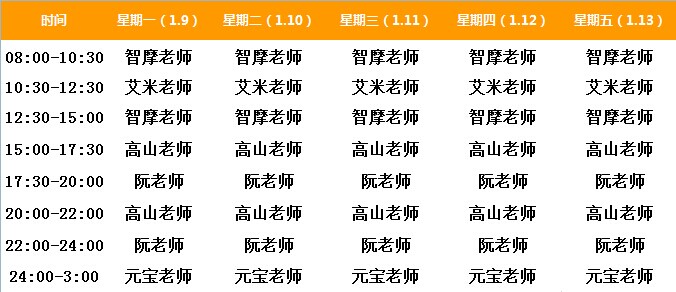 时间 星期一（1.9） 星期二（1.10） 星期三（1.11） 星期四（1.12） 星期五（1.13）
08:00-10:30 智摩老师 智摩老师 智摩老师 智摩老师 智摩老师
10:30-12:30 艾米老师 艾米老师 艾米老师 艾米老师 艾米老师
12:30-15:00 智摩老师 智摩老师 智摩老师 智摩老师 智摩老师
15:00-17:30 高山老师 高山老师 高山老师 高山老师 高山老师
17:30-20:00 阮老师 阮老师 阮老师 阮老师 阮老师
20:00-22:00 高山老师 高山老师 高山老师 高山老师 高山老师
22:00-24:00 阮老师 阮老师 阮老师 阮老师 阮老师
24:00-3:00 元宝老师 元宝老师 元宝老师 元宝老师 元宝老师